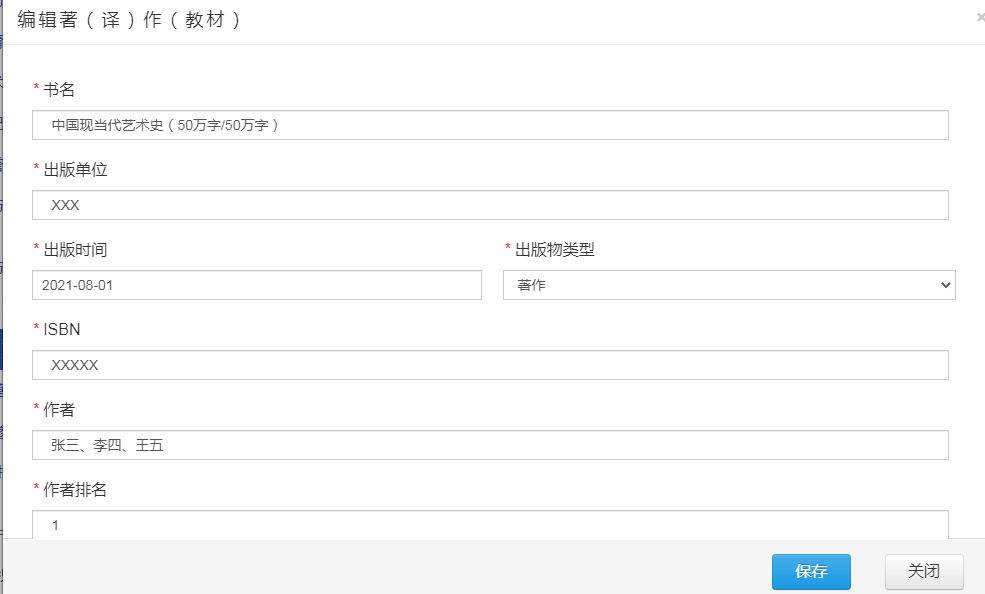 编辑著（译）作（教材）
×
* 书名
中国现当代艺术史（50万字/50万字）
* 出版单位
XXX
* 出版时间
* 出版物类型
2021-08-01
著作
* ISBN
XXXXX
* 作者
张三、李四、王五
* 作者排名
1
保存
关闭